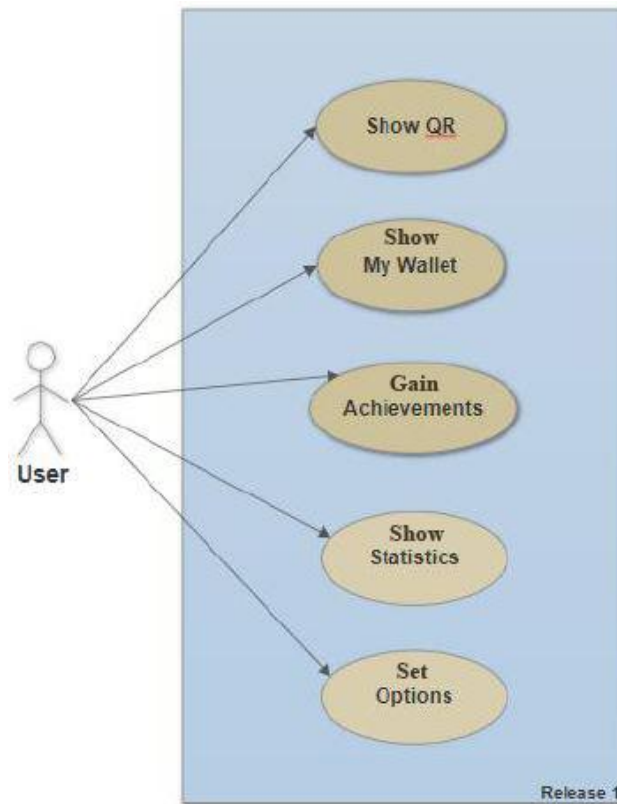 Show QR
Show
My Wallet
Gain
Achievements
User
Show
Statistics
Set
Options
Release 1